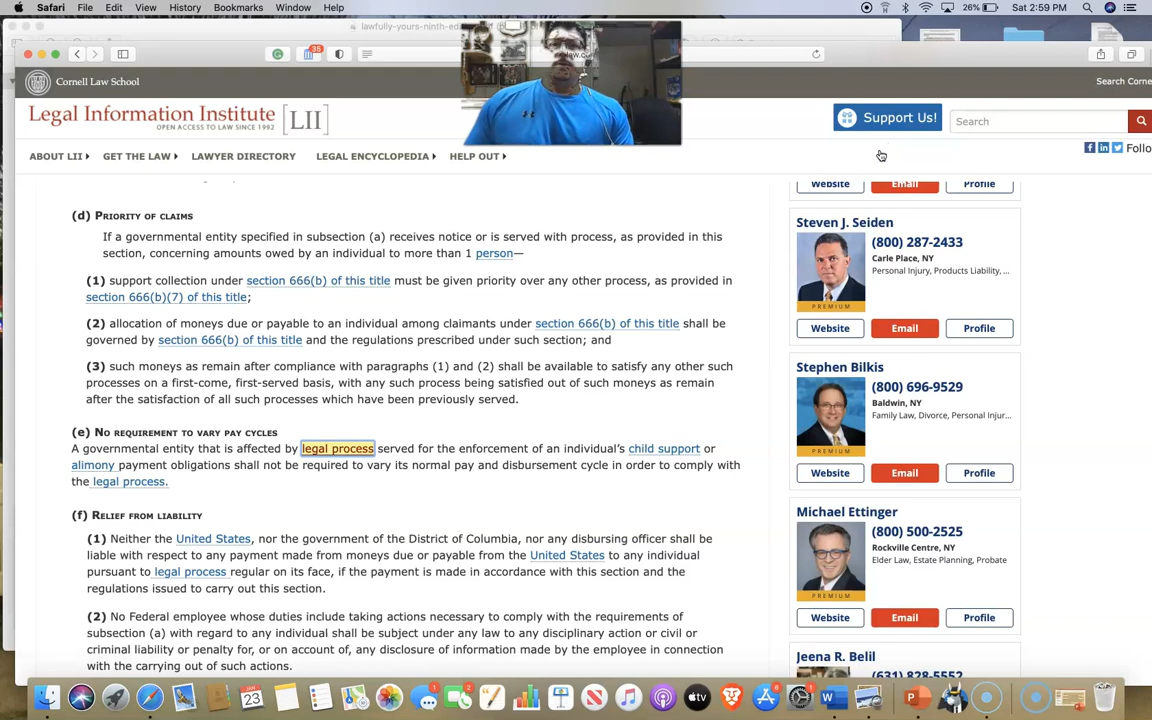 Safari File Edit View History Bookmarks Window Help 26% Sat 2:59 PM
lawfully-yours-ninth-ed
35
Cornell Law School Search Corne
Legal Information Institute [LII]
OPEN ACCESS TO LAW SINCE 1992
Support Us! Search
ABOUT LII GET THE LAW LAWYER DIRECTORY LEGAL ENCYCLOPEDIA HELP OUT Follo
(d) PRIORITY OF CLAIMS
If a governmental entity specified in subsection (a) receives notice or is served with process, as provided in this
section, concerning amounts owed by an individual to more than 1 person—
(1) support collection under section 666(b) of this title must be given priority over any other process, as provided in
section 666(b)(7) of this title;
(2) allocation of moneys due or payable to an individual among claimants under section 666(b) of this title shall be
governed by section 666(b) of this title and the regulations prescribed under such section; and
(3) such moneys as remain after compliance with paragraphs (1) and (2) shall be available to satisfy any other such
processes on a first-come, first-served basis, with any such process being satisfied out of such moneys as remain
after the satisfaction of all such processes which have been previously served.
(e) NO REQUIREMENT TO VARY PAY CYCLES
A governmental entity that is affected by legal process served for the enforcement of an individual's child support or
alimony payment obligations shall not be required to vary its normal pay and disbursement cycle in order to comply with
the legal process.
(f) RELIEF FROM LIABILITY
(1) Neither the United States, nor the government of the District of Columbia, nor any disbursing officer shall be
liable with respect to any payment made from moneys due or payable from the United States to any individual
pursuant to legal process regular on its face, if the payment is made in accordance with this section and the
regulations issued to carry out this section.
(2) No Federal employee whose duties include taking actions necessary to comply with the requirements of
subsection (a) with regard to any individual shall be subject under any law to any disciplinary action or civil or
criminal liability or penalty for, or on account of, any disclosure of information made by the employee in connection
with the carrying out of such actions.
Website Email Profile
Steven J. Seiden
(800) 287-2433
Carle Place, NY
Personal Injury, Products Liability, ...
PREMIUM
Website Email Profile
Stephen Bilkis
(800) 696-9529
Baldwin, NY
Family Law, Divorce, Personal Injur...
PREMIUM
Website Email Profile
Michael Ettinger
(800) 500-2525
Rockville Centre, NY
Elder Law, Estate Planning, Probate
PREMIUM
Website Email Profile
Jeena R. Belil
(631) 828-5552
JAN
23
tv